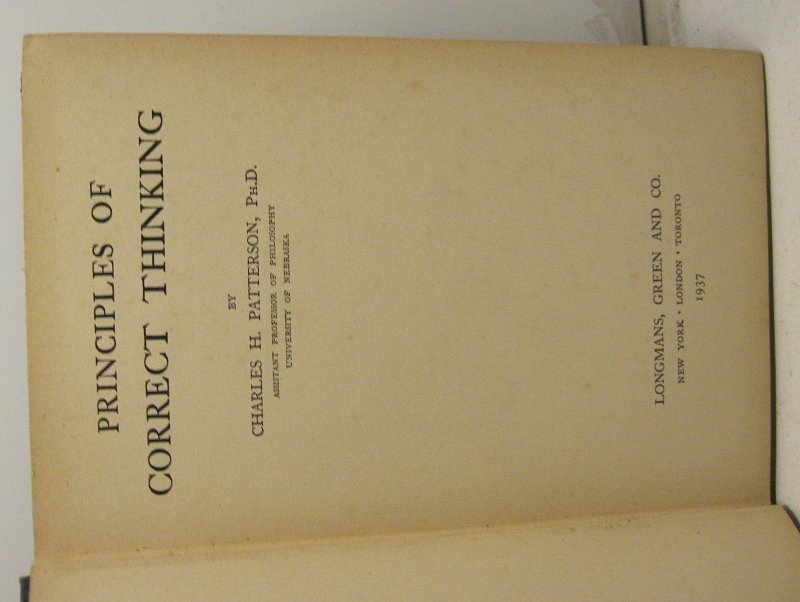 PRINCIPLES OF
CORRECT THINKING
BY
CHARLES H. PATTERSON, PH.D.
ASSISTANT PROFESSOR OF PHILOSOPHY
UNIVERSITY OF NEBRASKA
LONGMANS, GREEN AND CO.
NEW YORK · LONDON · TORONTO
1937